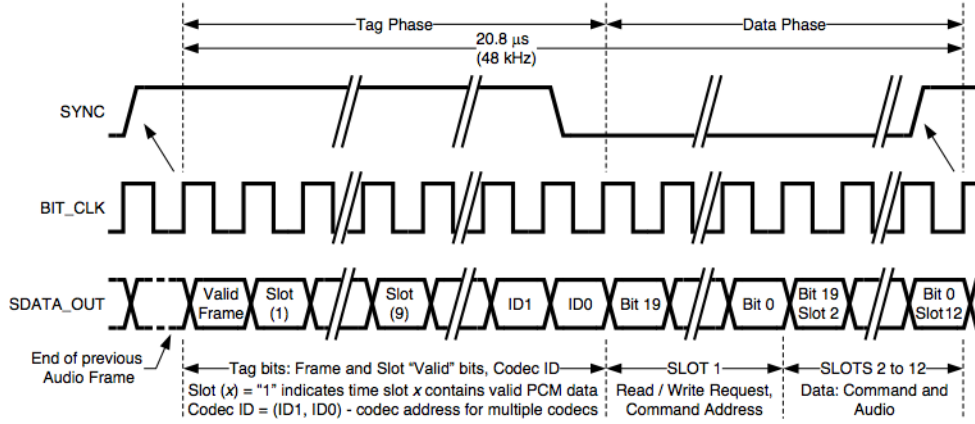 Tag Phase
Data Phase
20.8 μs
(48 kHz)
SYNC
BIT_CLK
SDATA_OUT
Valid
Frame
Slot
(1)
Slot
(9)
ID1
ID0
Bit 19
Bit 0
Bit 19
Slot 2
Bit 0
Slot12
End of previous
Audio Frame
Tag bits: Frame and Slot “Valid” bits, Codec ID
Slot (x) = “1” indicates time slot x contains valid PCM data
Codec ID = (ID1, ID0) - codec address for multiple codecs
SLOT 1
Read / Write Request,
Command Address
SLOTS 2 to 12
Data: Command and
Audio